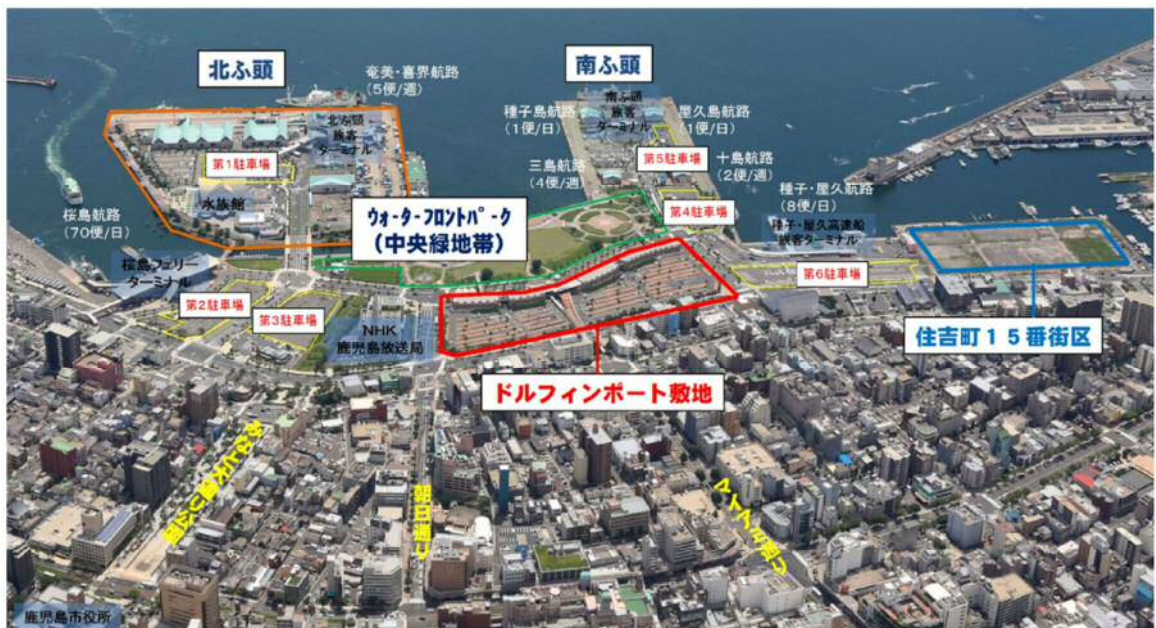 北ふ頭
奄美・喜界航路
(5便/週)
南ふ頭
種子島航路
(1便/日)
南ふ頭
旅客
ターミナル
屋久島航路
(1便/日)
北ふ頭
旅客
ターミナル
第1駐車場
水族館
三島航路
(4便/週)
第5駐車場
十島航路
(2便/週)
桜島航路
(70便/日)
ウォーターフロントパーク
(中央緑地帯)
第4駐車場
種子・屋久航路
(8便/日)
種子・屋久高速船
旅客ターミナル
桜島フェリー
ターミナル
第6駐車場
第2駐車場
第3駐車場
NHK
鹿児島放送局
住吉町15番街区
ドルフィンポート敷地
みなと大通り公園
朝日通り
マイアミ通り
鹿児島市役所